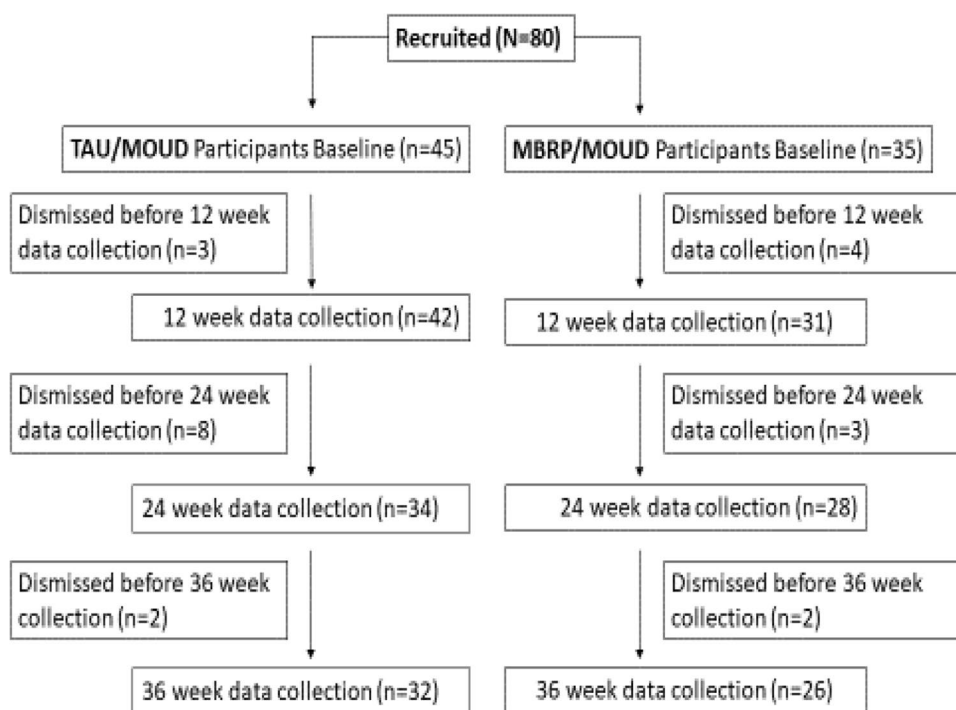 Recruited (N=80)
TAU/MOUD Participants Baseline (n=45)
MBRP/MOUD Participants Baseline (n=35)
Dismissed before 12 week
data collection (n=3)
Dismissed before 12 week
data collection (n=4)
12 week data collection (n=42)
12 week data collection (n=31)
Dismissed before 24 week
data collection (n=8)
Dismissed before 24 week
data collection (n=3)
24 week data collection (n=34)
24 week data collection (n=28)
Dismissed before 36 week
collection (n=2)
Dismissed before 36 week
collection (n=2)
36 week data collection (n=32)
36 week data collection (n=26)